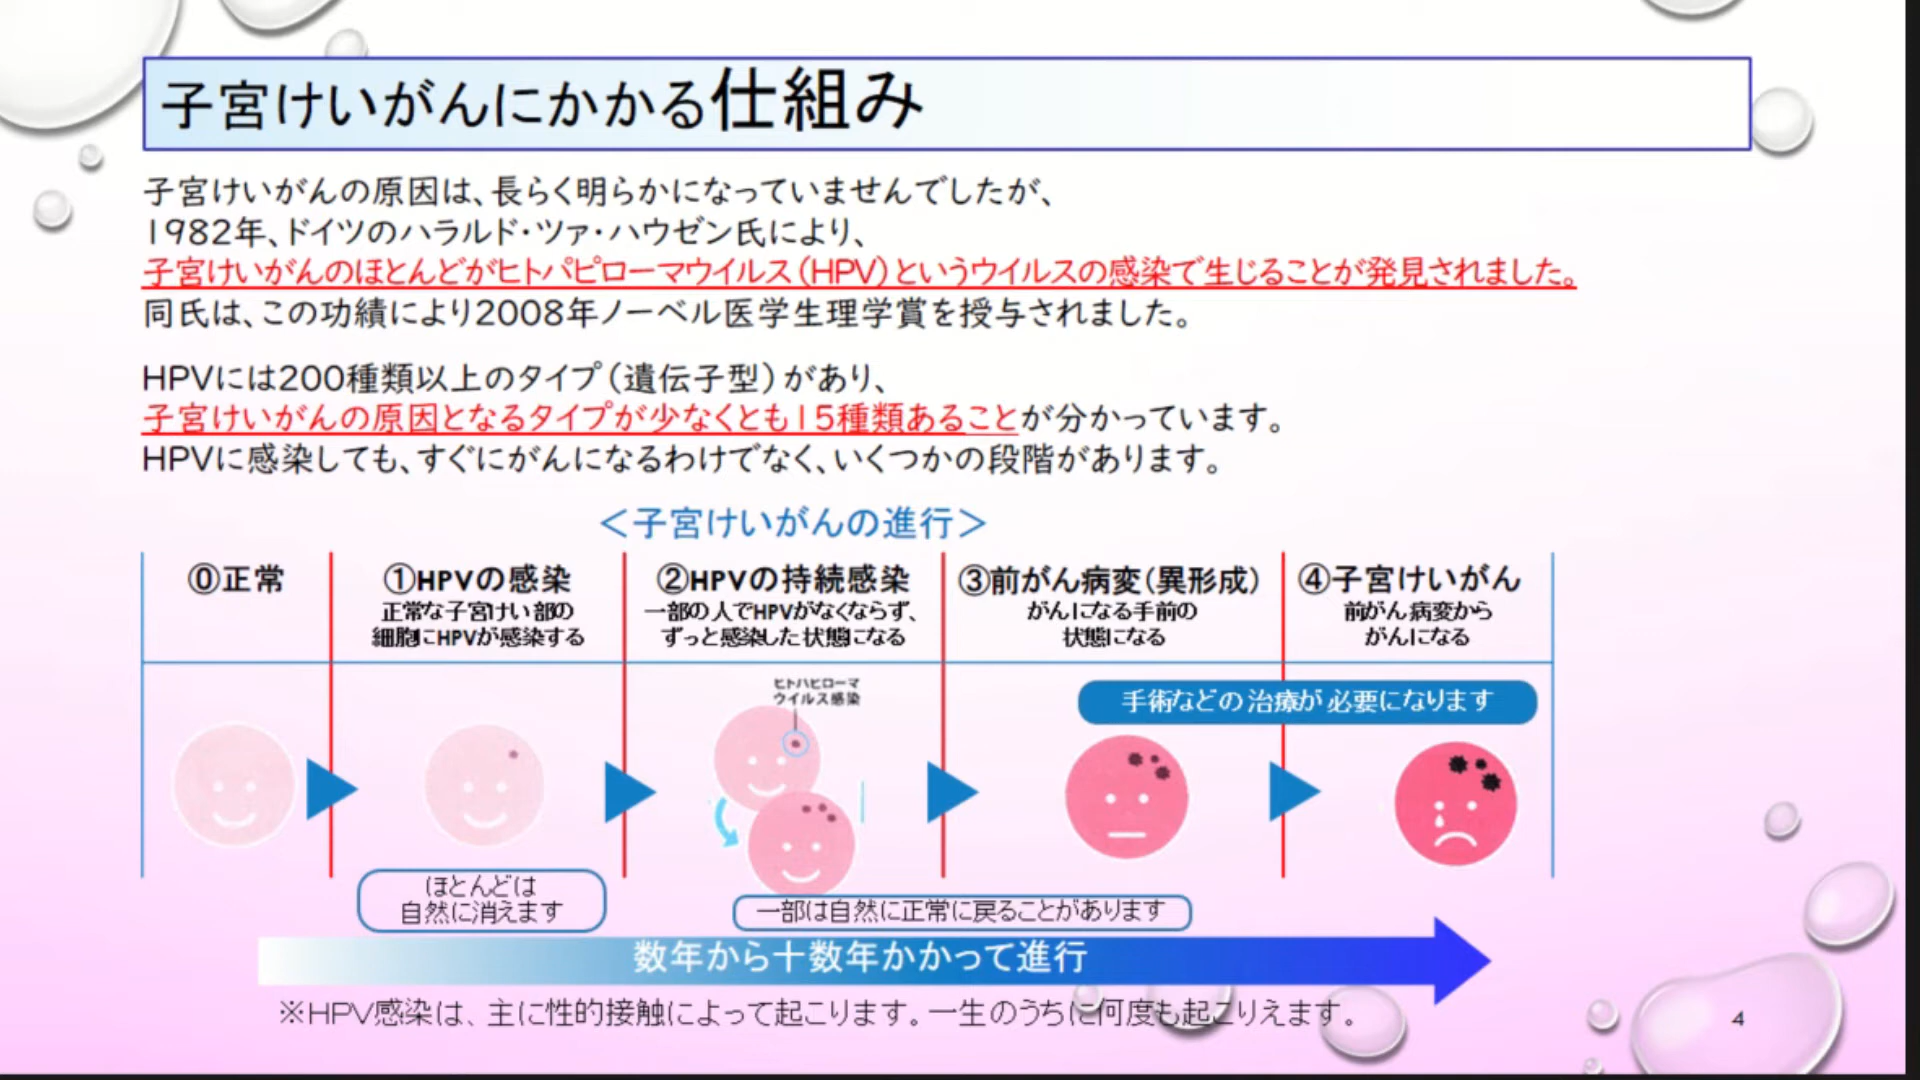 子宮けいがんにかかる仕組み
子宮けいがんの原因は、長らく明らかになっていませんでしたが、
1982年、ドイツのハラルド・ツァ・ハウゼン氏により、
子宮けいがんのほとんどがヒトパピローマウイルス（HPV）というウイルスの感染で生じることが発見されました。
同氏は、この功績により2008年ノーベル医学生理学賞を授与されました。
HPVには200種類以上のタイプ（遺伝子型）があり、
子宮けいがんの原因となるタイプが少なくとも15種類あることが分かっています。
HPVに感染しても、すぐにがんになるわけでなく、いくつかの段階があります。
＜子宮けいがんの進行＞
⓪正常
①HPVの感染
正常な子宮けい部の
細胞にHPVが感染する
②HPVの持続感染
一部の人でHPVがなくならず、
ずっと感染した状態になる
③前がん病変（異形成）
がんになる手前の
状態になる
④子宮けいがん
前がん病変から
がんになる
ヒトパピローマ
ウイルス感染
手術などの治療が必要になります
ほとんどは
自然に消えます
一部は自然に正常に戻ることがあります
数年から十数年かかって進行
※HPV感染は、主に性的接触によって起こります。一生のうちに何度も起こりえます。
4